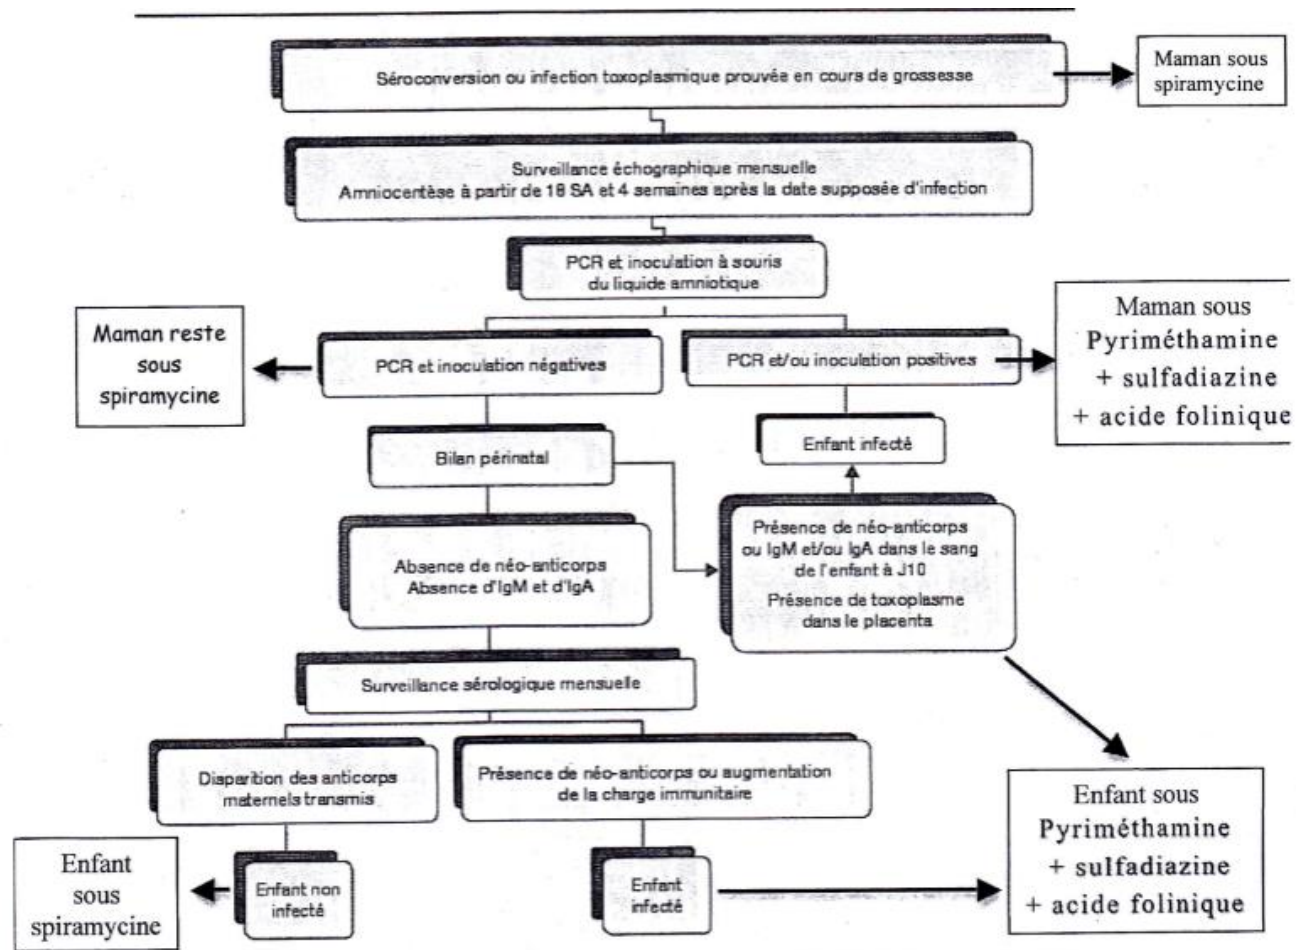 Séroconversion ou infection toxoplasmique prouvée en cours de grossesse
Maman sous
spiramycine
Surveillance échographique mensuelle
Amniocentèse à partir de 18 SA et 4 semaines après la date supposée d'infection
PCR et inoculation à souris
du liquide amniotique
Maman reste
sous
spiramycine
PCR et inoculation négatives
PCR et/ou inoculation positives
Maman sous
Pyriméthamine
+ sulfadiazine
+ acide folinique
Bilan périnatal
Enfant infecté
Absence de néo-anticorps
Absence d'IgM et d'IgA
Présence de néo-anticorps
ou IgM et/ou IgA dans le sang
de l'enfant à J10
Présence de toxoplasme
dans le placenta
Surveillance sérologique mensuelle
Disparition des anticorps
maternels transmis
Présence de néo-anticorps ou augmentation
de la charge immunitaire
Enfant
sous
spiramycine
Enfant non
infecté
Enfant
infecté
Enfant sous
Pyriméthamine
+ sulfadiazine
+ acide folinique